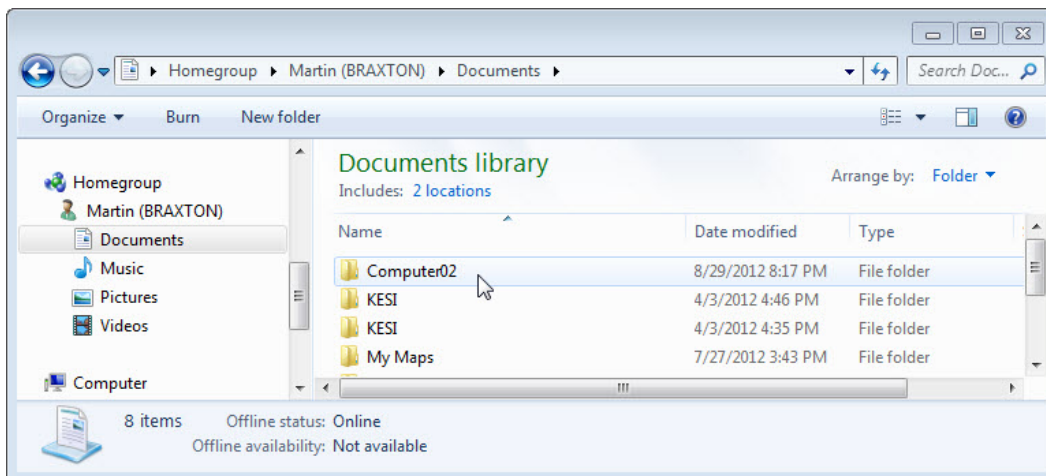 Homegroup Martin (BRAXTON) Documents Search Doc...
Organize Burn New folder
Documents library
Includes: 2 locations
Arrange by: Folder
Homegroup
Martin (BRAXTON)
Documents
Music
Pictures
Videos
Computer
Name Date modified Type
Computer02 8/29/2012 8:17 PM File folder
KESI 4/3/2012 4:46 PM File folder
KESI 4/3/2012 4:35 PM File folder
My Maps 7/27/2012 3:43 PM File folder
8 items Offline status: Online
Offline availability: Not available